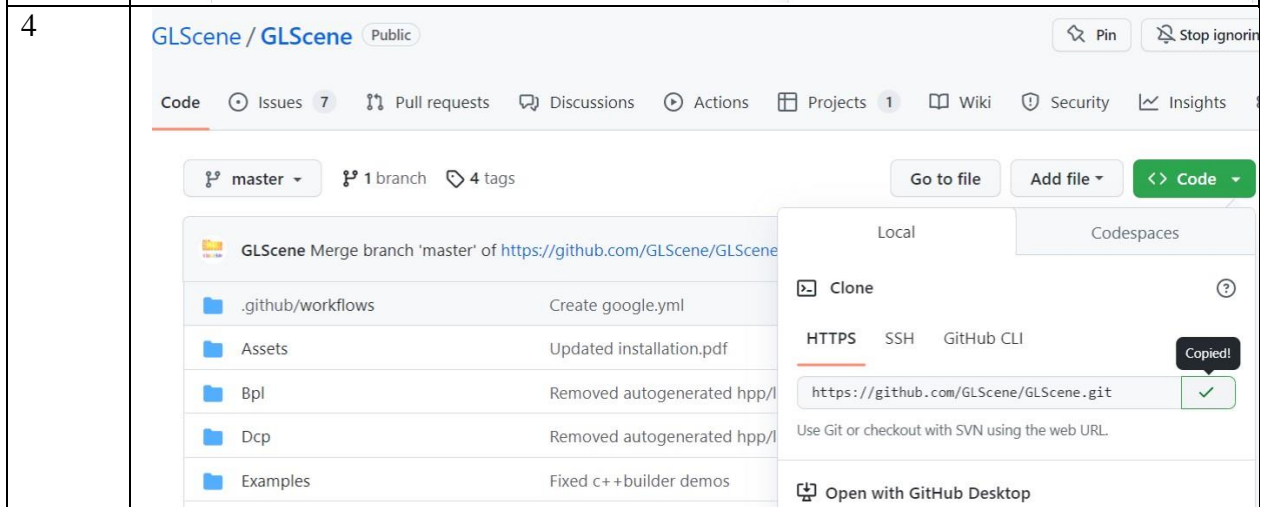 4
GLScene / GLScene Public
Pin
Stop ignorin
Code
Issues 7
Pull requests
Discussions
Actions
Projects 1
Wiki
Security
Insights
master
1 branch
4 tags
Go to file
Add file
<> Code
GLScene Merge branch 'master' of https://github.com/GLScene/GLScene
.github/workflows Create google.yml
Assets Updated installation.pdf
Bpl Removed autogenerated hpp/l
Dcp Removed autogenerated hpp/l
Examples Fixed c++builder demos
Local Codespaces
Clone
HTTPS SSH GitHub CLI
Copied!
https://github.com/GLScene/GLScene.git
Use Git or checkout with SVN using the web URL.
Open with GitHub Desktop